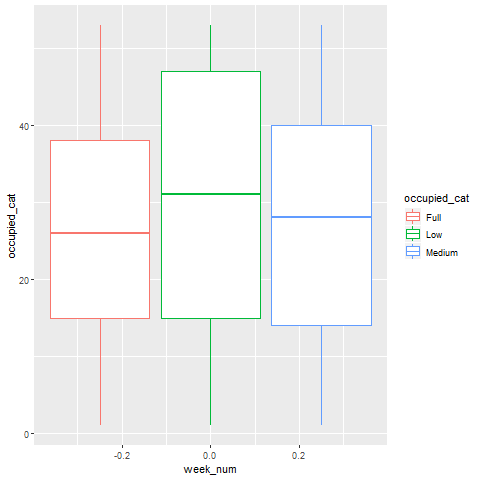 occupied_cat
40
20
0
-0.2
0.0
0.2
week_num
occupied_cat
Full
Low
Medium